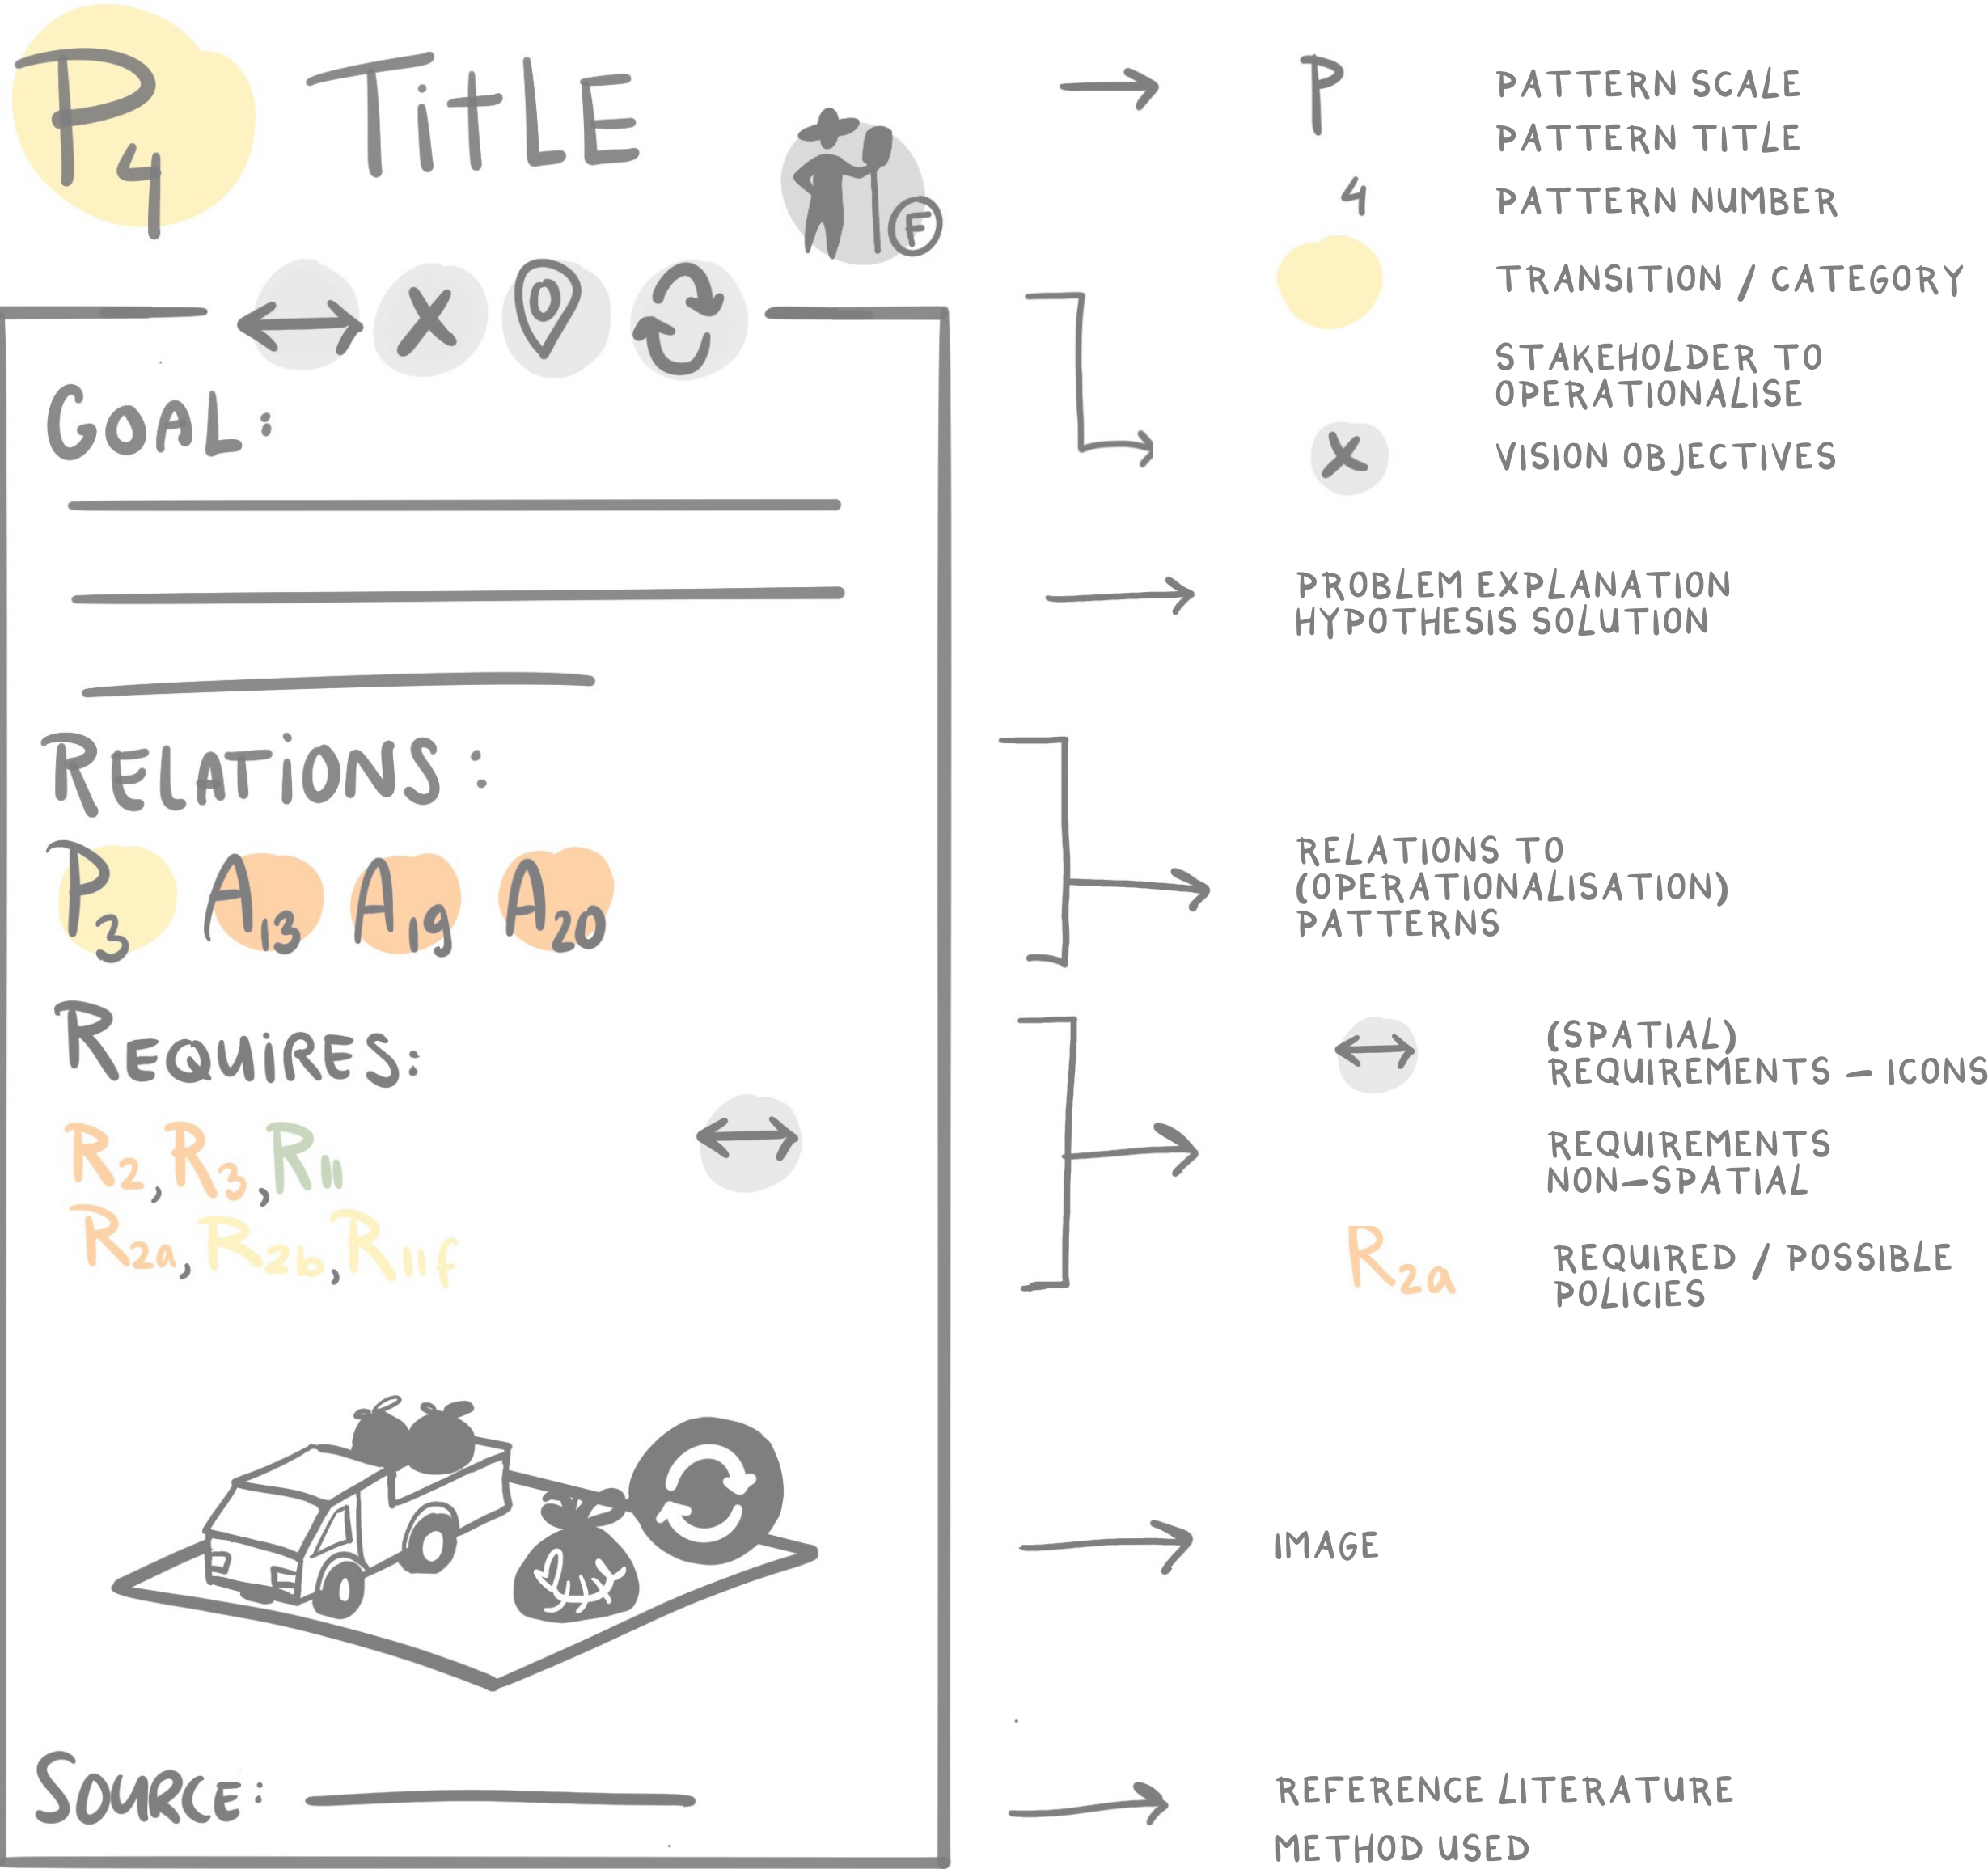 P4
TitLE
F
GOAL:
RELATiONS:
P3 A13 A19 A20
REQUiRES:
R2, R3, R11
R2a, R2b, R11f
SOURCE:
P
PATTERN SCALE
PATTERN TITLE
4
PATTERN NUMBER
TRANSITION / CATEGORY
STAKEHOLDER TO
OPERATIONALISE
X
VISION OBJECTIVES
PROBLEM EXPLANATION
HYPOTHESIS SOLUTION
RELATIONS TO
(OPERATIONALISATION)
PATTERNS
(SPATIAL)
REQUIREMENTS – ICONS
REQUIREMENTS
NON-SPATIAL
R2a
REQUIRED / POSSIBLE
POLICIES
IMAGE
REFERENCE LITERATURE
METHOD USED